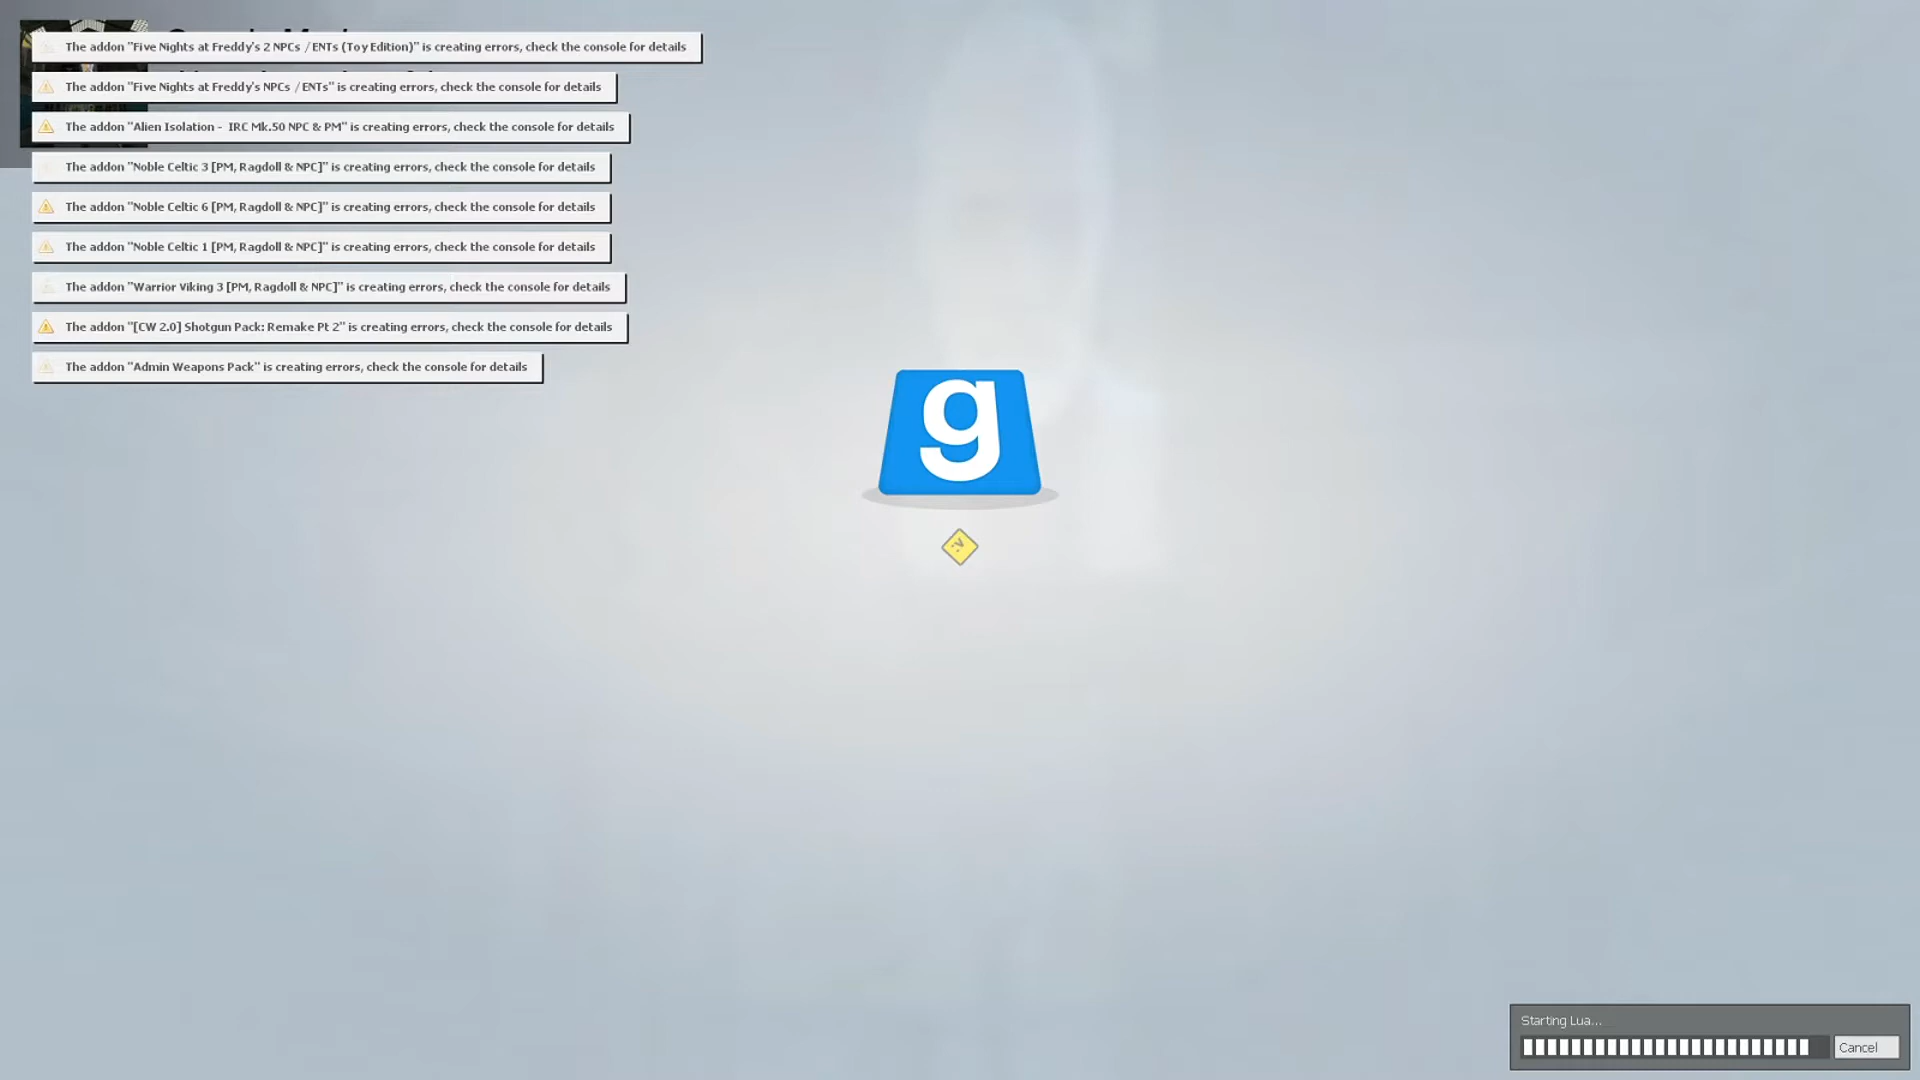 The addon "Five Nights at Freddy's 2 NPCs / ENTs (Toy Edition)" is creating errors, check the console for details
The addon "Five Nights at Freddy's NPCs / ENTs" is creating errors, check the console for details
The addon "Alien Isolation -  IRC Mk.50 NPC & PM" is creating errors, check the console for details
The addon "Noble Celtic 3 [PM, Ragdoll & NPC]" is creating errors, check the console for details
The addon "Noble Celtic 6 [PM, Ragdoll & NPC]" is creating errors, check the console for details
The addon "Noble Celtic 1 [PM, Ragdoll & NPC]" is creating errors, check the console for details
The addon "Warrior Viking 3 [PM, Ragdoll & NPC]" is creating errors, check the console for details
The addon "[CW 2.0] Shotgun Pack: Remake Pt 2" is creating errors, check the console for details
The addon "Admin Weapons Pack" is creating errors, check the console for details
g
:v
Starting Lua...
Cancel